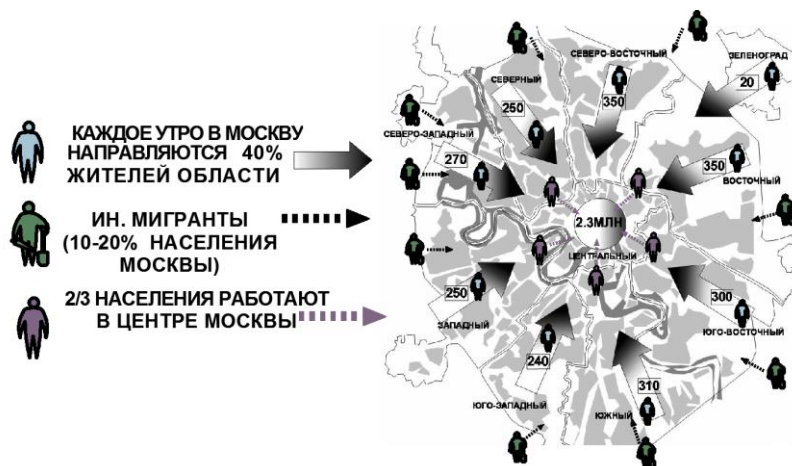 КАЖДОЕ УТРО В МОСКВУ
НАПРАВЛЯЮТСЯ 40%
ЖИТЕЛЕЙ ОБЛАСТИ
ИН. МИГРАНТЫ
(10-20% НАСЕЛЕНИЯ
МОСКВЫ)
2/3 НАСЕЛЕНИЯ РАБОТАЮТ
В ЦЕНТРЕ МОСКВЫ
СЕВЕРО-ВОСТОЧНЫЙ
ЗЕЛЕНОГРАД
СЕВЕРНЫЙ
20
350
250
СЕВЕРО-ЗАПАДНЫЙ
270
350
ВОСТОЧНЫЙ
2.3МЛН
ЦЕНТРАЛЬНЫЙ
250
300
ЗАПАДНЫЙ
ЮГО-ВОСТОЧНЫЙ
240
310
ЮГО-ЗАПАДНЫЙ
ЮЖНЫЙ